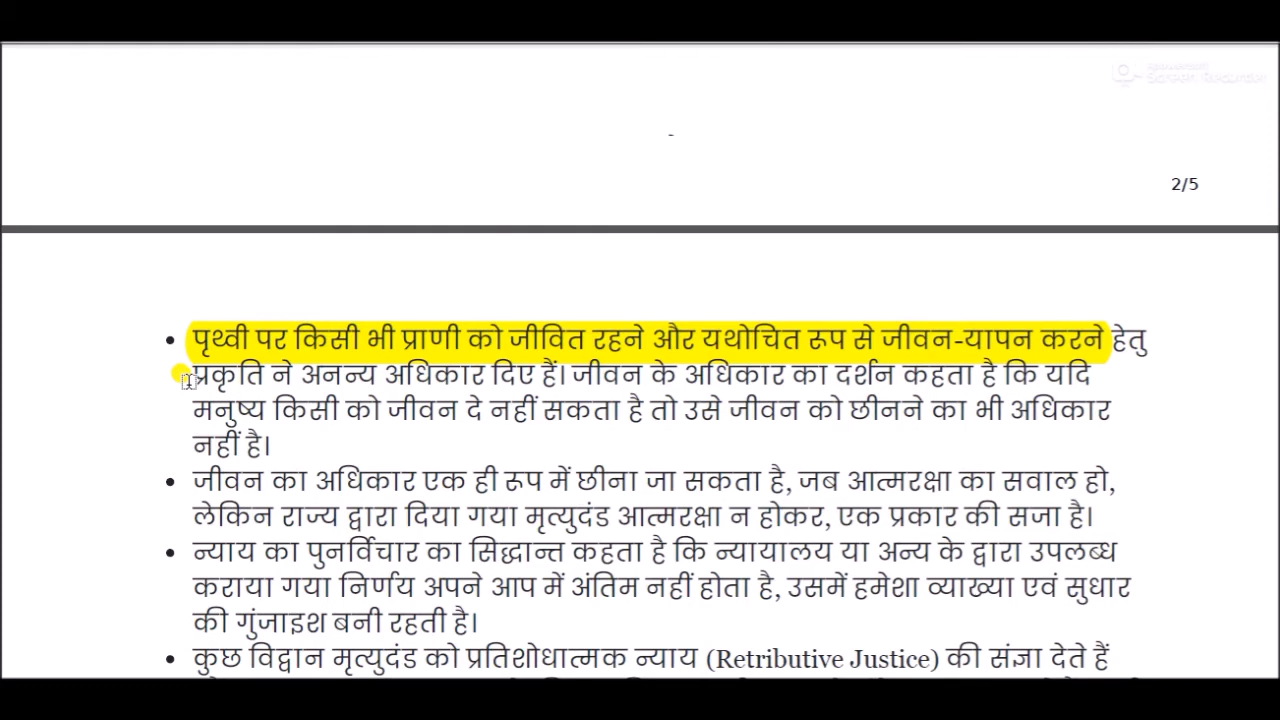 2/5
• पृथ्वी पर किसी भी प्राणी को जीवित रहने और यथोचित रूप से जीवन-यापन करने हेतु
प्रकृति ने अनन्य अधिकार दिए हैं। जीवन के अधिकार का दर्शन कहता है कि यदि
मनुष्य किसी को जीवन दे नहीं सकता है तो उसे जीवन को छीनने का भी अधिकार
नहीं है।
• जीवन का अधिकार एक ही रूप में छीना जा सकता है, जब आत्मरक्षा का सवाल हो,
लेकिन राज्य द्वारा दिया गया मृत्युदंड आत्मरक्षा न होकर, एक प्रकार की सजा है।
• न्याय का पुनर्विचार का सिद्धान्त कहता है कि न्यायालय या अन्य के द्वारा उपलब्ध
कराया गया निर्णय अपने आप में अंतिम नहीं होता है, उसमें हमेशा व्याख्या एवं सुधार
की गुंजाइश बनी रहती है।
• कुछ विद्वान मृत्युदंड को प्रतिशोधात्मक न्याय (Retributive Justice) की संज्ञा देते हैं